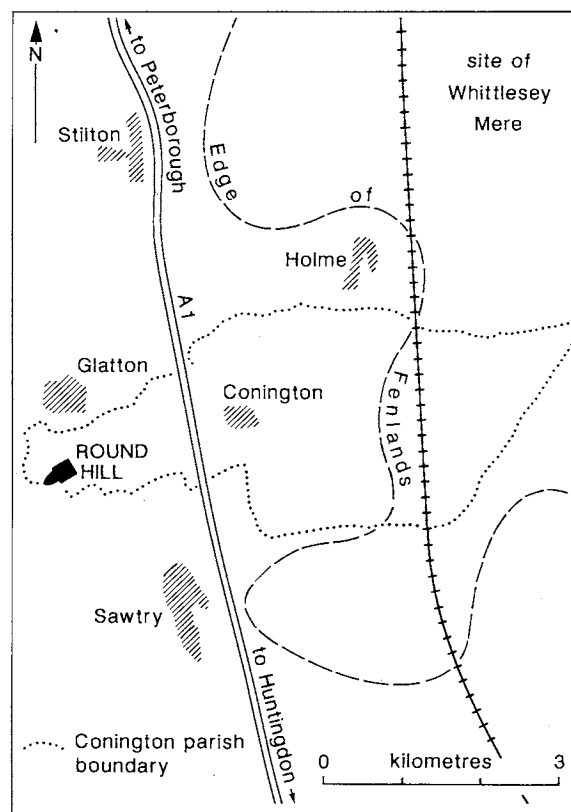 N
to Peterborough
site of
Whittlesey
Mere
Stilton
Edge of Fenlands
Holme
A1
Glatton
Conington
ROUND
HILL
Sawtry
to Huntingdon
Conington parish
boundary
0 kilometres 3